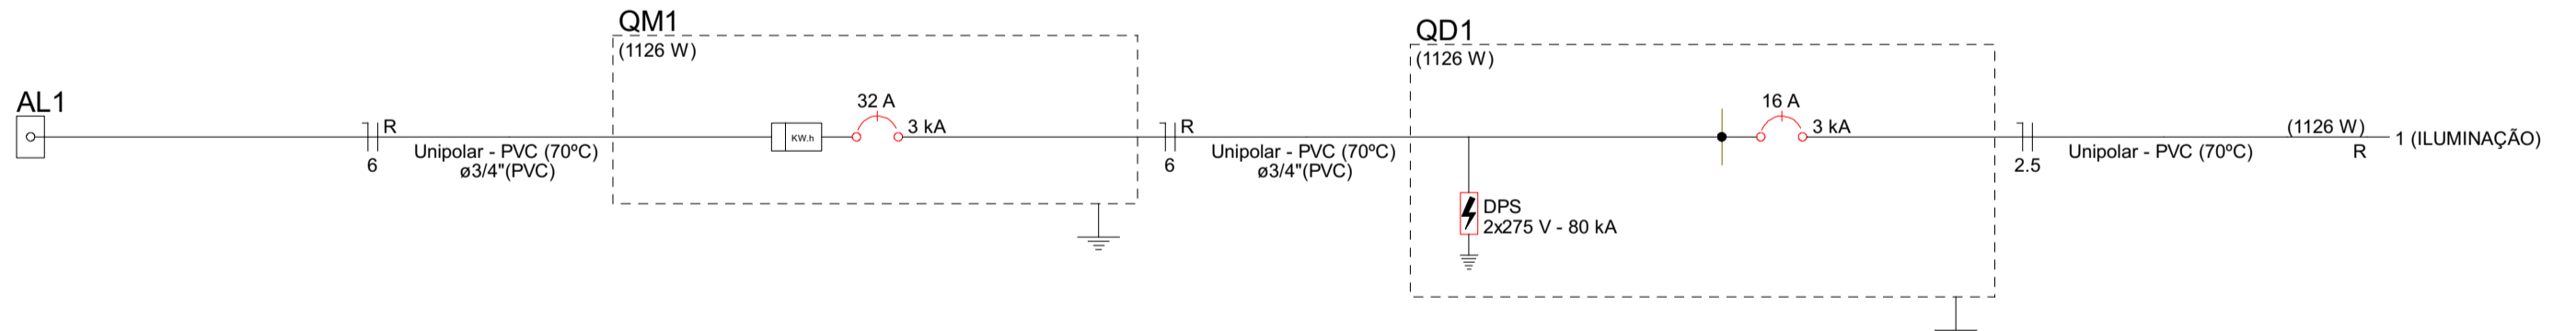 AL1
R
6
Unipolar - PVC (70ºC)
ø3/4"(PVC)
QM1
(1126 W)
KW.h
32 A
3 kA
R
6
Unipolar - PVC (70ºC)
ø3/4"(PVC)
QD1
(1126 W)
DPS
2x275 V - 80 kA
16 A
3 kA
2.5
Unipolar - PVC (70ºC)
(1126 W)
R
1 (ILUMINAÇÃO)